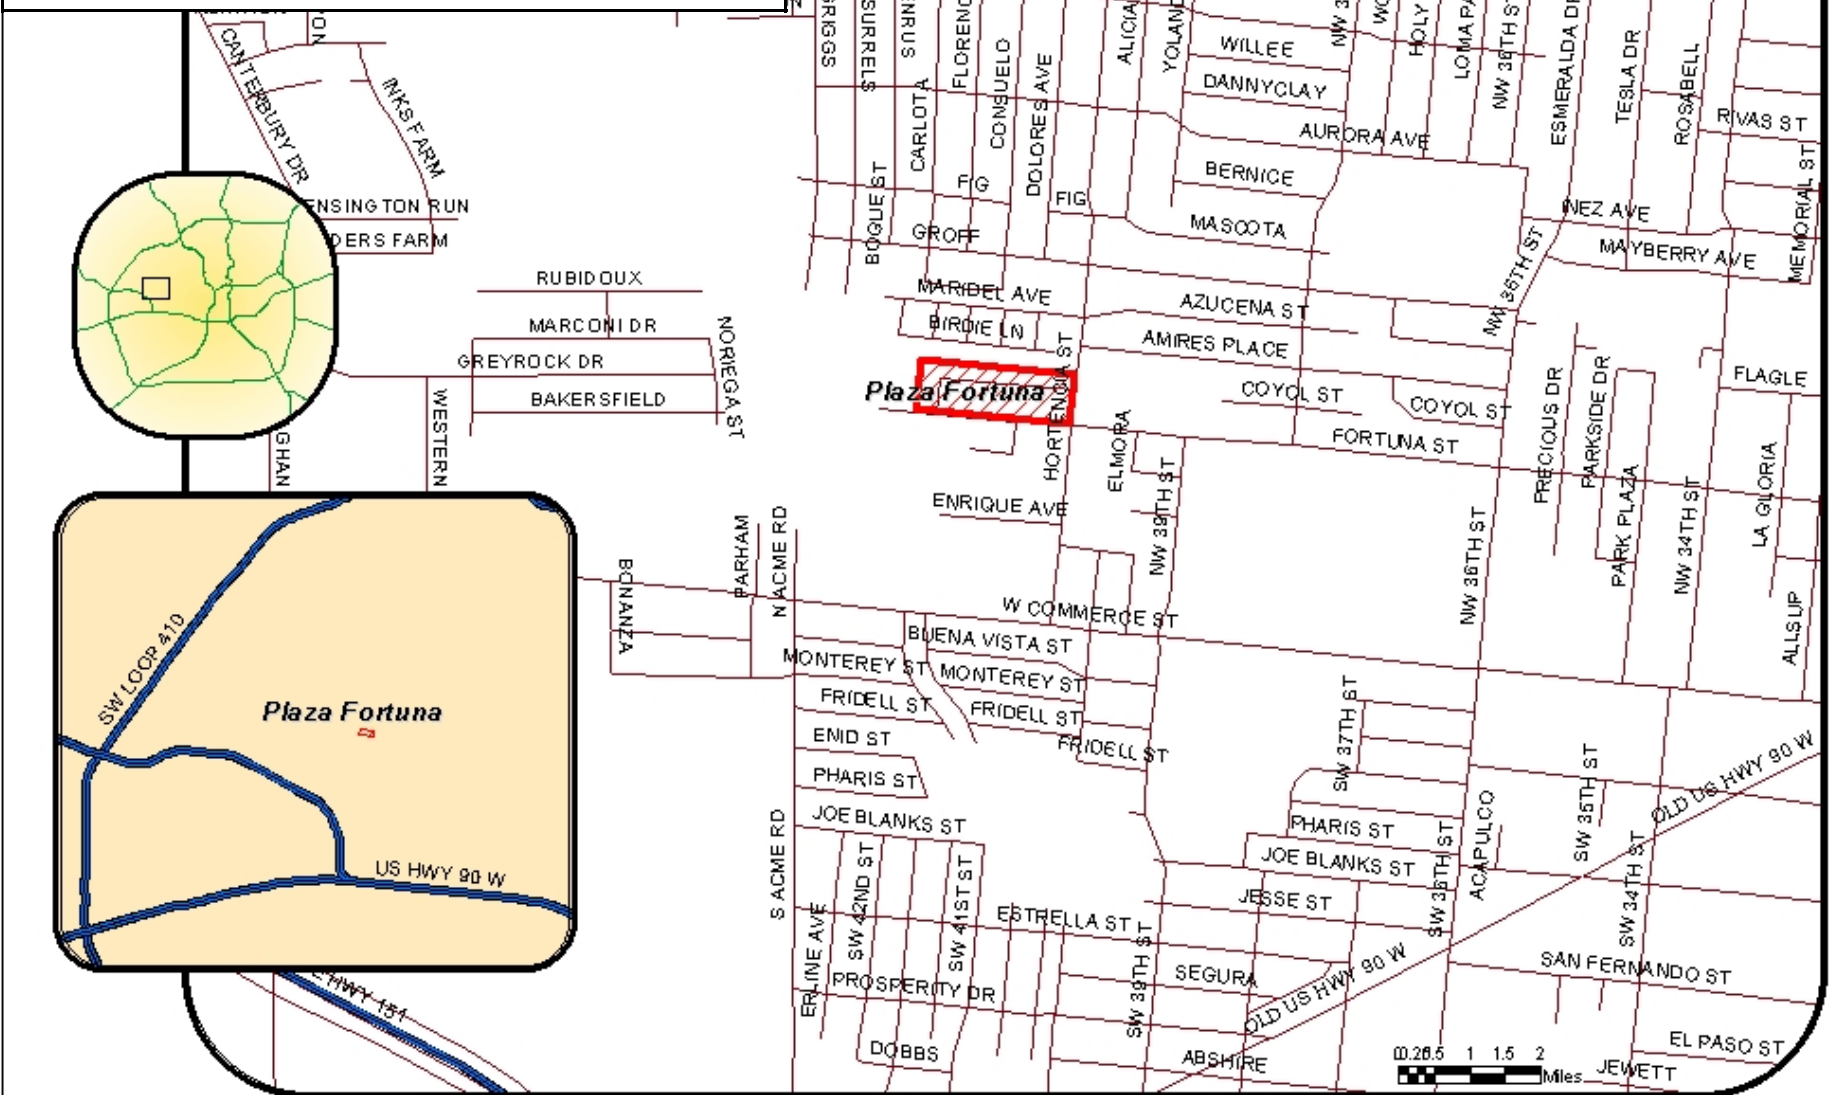 GRIGGS
SURRELS
CARLOTA
CONSUELO
DOLORES AVE
ALICIA
WILLEE
DANNYCLAY
AURORA AVE
BERNICE
MASOOTA
FIG
FIG
GROFF
BOQUE ST
HOLY
NW 36TH ST
TESLA DR
ROSABELL
RIVAS ST
MEMORIAL ST
INEZ AVE
MAYBERRY AVE
NW 35TH ST
CANTERBURY DR
INKS FARM
ENSINGTON RUN
DERS FARM
RUBIDOUX
MARCONI DR
GREYROCK DR
BAKERSFIELD
NORIEGA ST
WESTERN
GHAN
MARIDEL AVE
BIRDIE LN
AZUCENA ST
AMIRES PLACE
Plaza Fortuna
HORTENCIA ST
COYOL ST
COYOL ST
FORTUNA ST
ELMORA
ENRIQUE AVE
NW 39TH ST
NW 36TH ST
PRECIOUS DR
PARKSIDE DR
PARK PLAZA
NW 34TH ST
FLAGLE
LA GLORIA
ALLSUP
BONANZA
PARHAM
N ACME RD
W COMMERCE ST
BUENA VISTA ST
MONTEREY ST
MONTEREY ST
FRIDELL ST
FRIDELL ST
FRIDELL ST
ENID ST
PHARIS ST
JOE BLANKS ST
S ACME RD
SW 42ND ST
SW 41ST ST
ERLINE AVE
ESTRELLA ST
PROSPERITY DR
DOBBS
SW 39TH ST
SEGURA
ABSHIRE
SW 37TH ST
PHARIS ST
JOE BLANKS ST
JESSE ST
SW 36TH ST
ACAPULCO
SW 35TH ST
SW 34TH ST
OLD US HWY 90 W
OLD US HWY 90 W
SAN FERNANDO ST
EL PASO ST
JEWETT
SW LOOP 410
Plaza Fortuna
US HWY 90 W
E HWY 151
0 0.25 0.5 1 1.5 2
Miles